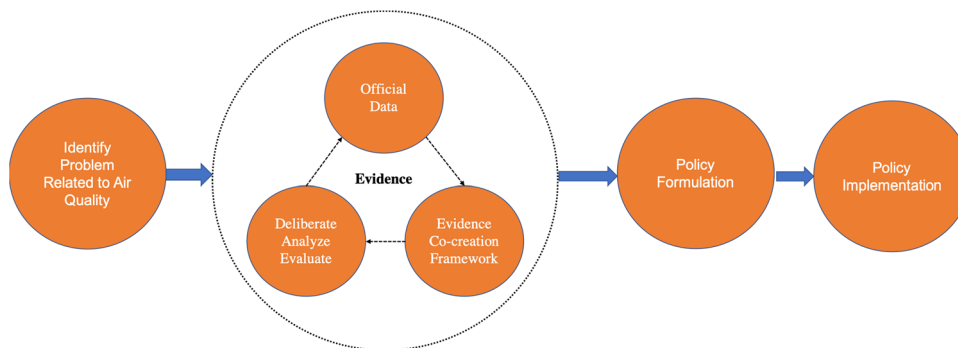 Identify
Problem
Related to Air
Quality
Official
Data
Evidence
Deliberate
Analyze
Evaluate
Evidence
Co-creation
Framework
Policy
Formulation
Policy
Implementation